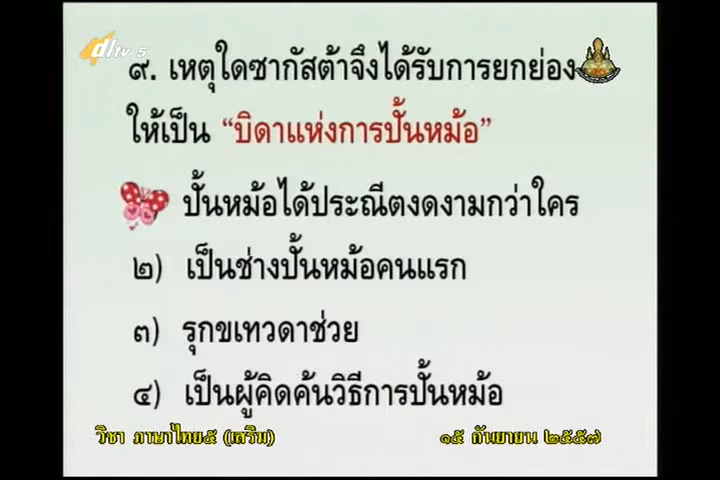 dltv 5
๙. เหตุใดซากัสต้าจึงได้รับการยกย่อง
ให้เป็น “บิดาแห่งการปั้นหม้อ”
ปั้นหม้อได้ประณีตงดงามกว่าใคร
๒) เป็นช่างปั้นหม้อคนแรก
๓) รุกขเทวดาช่วย
๔) เป็นผู้คิดค้นวิธีการปั้นหม้อ
วิชา ภาษาไทย๕ (เสริม)
๑๕ กันยายน ๒๕๕๗